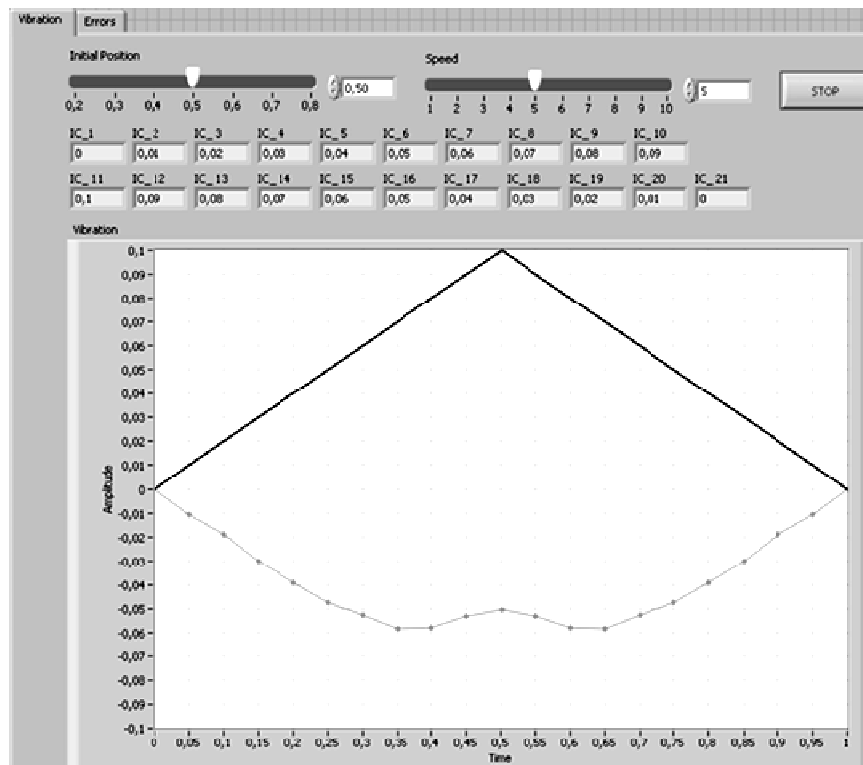 Vibration Errors
Initial Position
0,50
0,2 0,3 0,4 0,5 0,6 0,7 0,8
Speed
5
1 2 3 4 5 6 7 8 9 10
STOP
IC_1 IC_2 IC_3 IC_4 IC_5 IC_6 IC_7 IC_8 IC_9 IC_10
0 0,01 0,02 0,03 0,04 0,05 0,06 0,07 0,08 0,09
IC_11 IC_12 IC_13 IC_14 IC_15 IC_16 IC_17 IC_18 IC_19 IC_20 IC_21
0,1 0,09 0,08 0,07 0,06 0,05 0,04 0,03 0,02 0,01 0
Vibration
0,1
0,09
0,08
0,07
0,06
0,05
0,04
0,03
0,02
0,01
0
-0,01
-0,02
-0,03
-0,04
-0,05
-0,06
-0,07
-0,08
-0,09
-0,1
Amplitude
0 0,05 0,1 0,15 0,2 0,25 0,3 0,35 0,4 0,45 0,5 0,55 0,6 0,65 0,7 0,75 0,8 0,85 0,9 0,95 1
Time